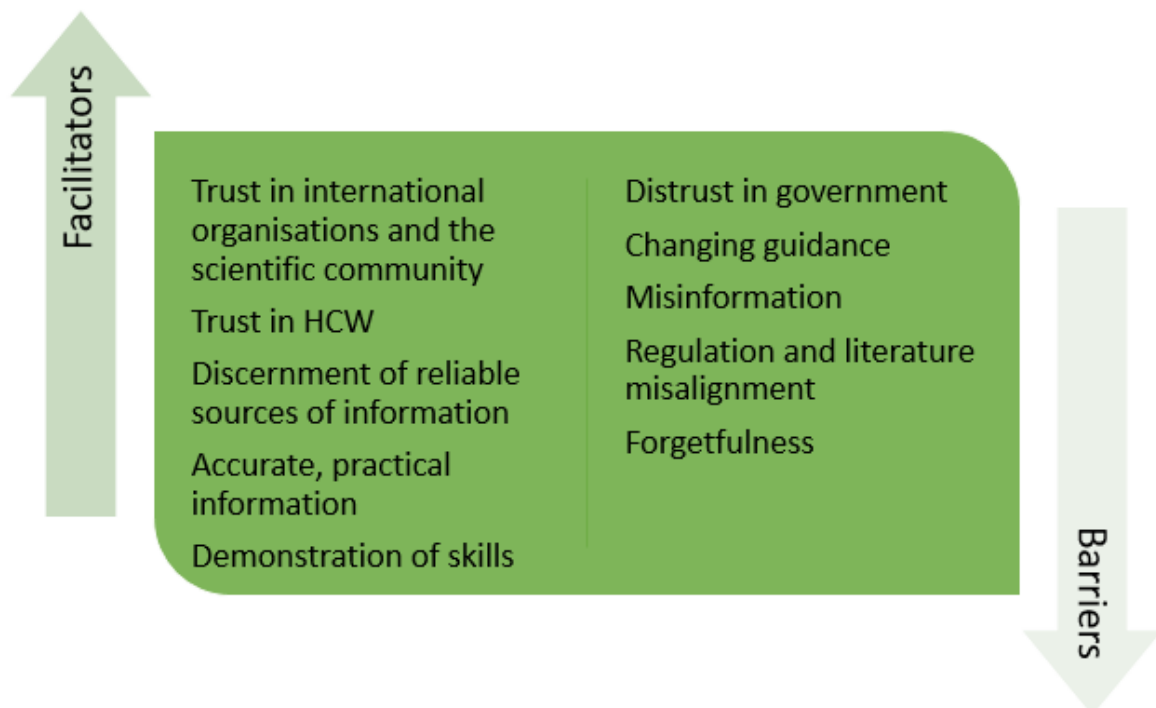 Facilitators
Trust in international
organisations and the
scientific community
Trust in HCW
Discernment of reliable
sources of information
Accurate, practical
information
Demonstration of skills
Distrust in government
Changing guidance
Misinformation
Regulation and literature
misalignment
Forgetfulness
Barriers